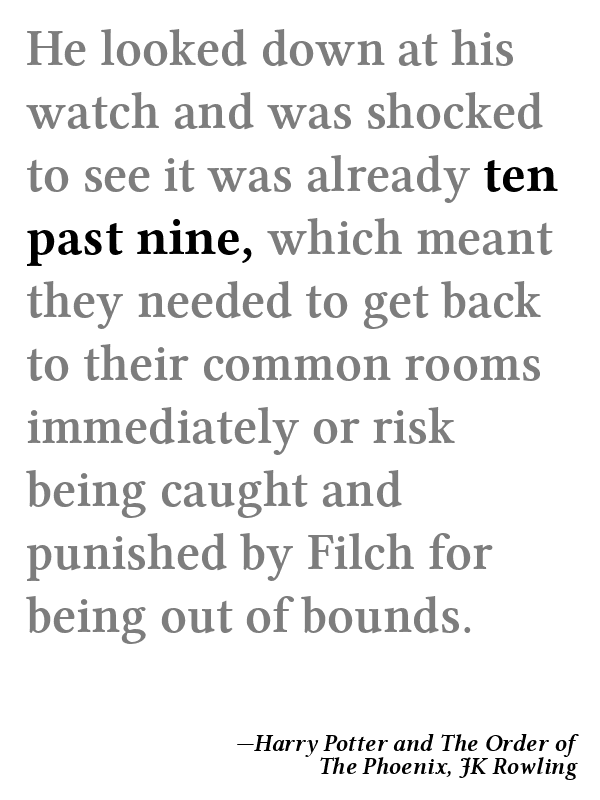 He looked down at his
watch and was shocked
to see it was already ten
past nine, which meant
they needed to get back
to their common rooms
immediately or risk
being caught and
punished by Filch for
being out of bounds.
—Harry Potter and The Order of
The Phoenix, JK Rowling